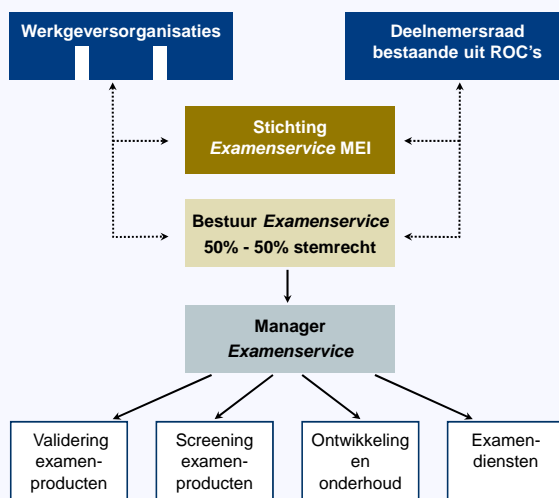 Werkgeversorganisaties
Deelnemersraad
bestaande uit ROC's
Stichting
Examenservice MEI
Bestuur Examenservice
50% - 50% stemrecht
Manager
Examenservice
Validering
examen-
producten
Screening
examen-
producten
Ontwikkeling
en
onderhoud
Examen-
diensten